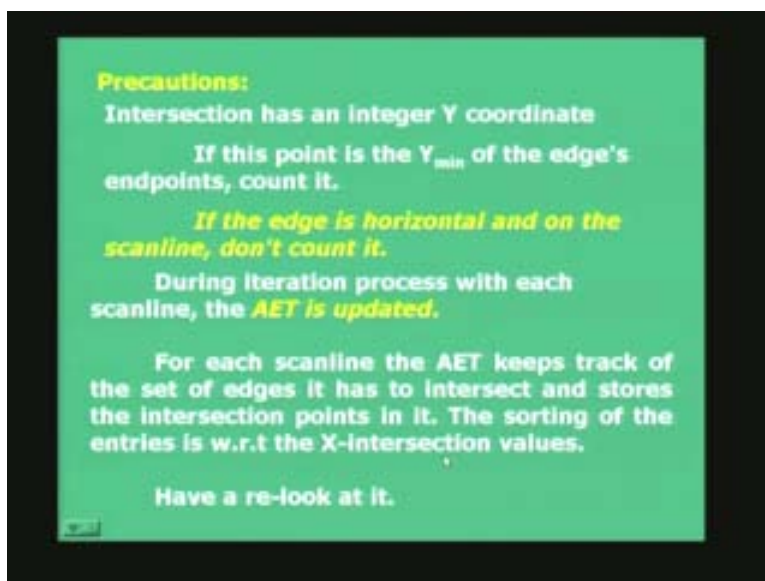 Precautions:
Intersection has an integer Y coordinate
If this point is the Ymin of the edge's
endpoints, count it.
If the edge is horizontal and on the
scanline, don't count it.
During iteration process with each
scanline, the AET is updated.
For each scanline the AET keeps track of
the set of edges it has to intersect and stores
the intersection points in it. The sorting of the
entries is w.r.t the X-intersection values.
Have a re-look at it.